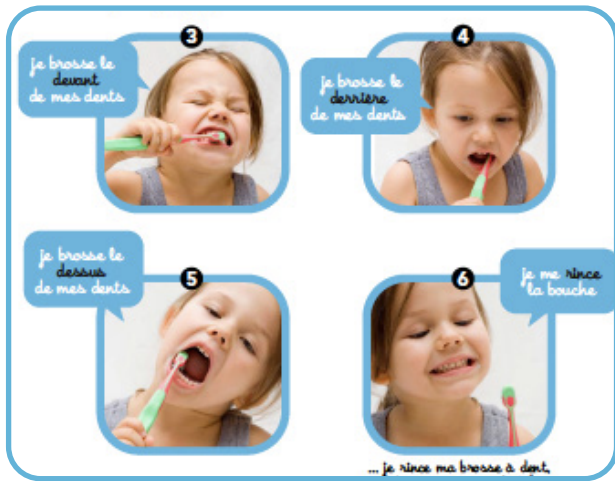 3
je brosse le
devant
de mes dents
4
je brosse le
derrière
de mes dents
5
je brosse le
dessus
de mes dents
6
je me rince
la bouche
... je rince ma brosse à dent,